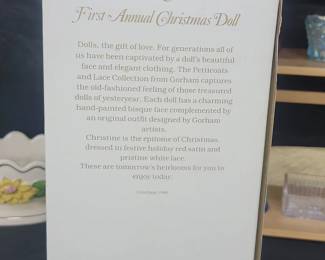 First Annual Christmas Doll
Dolls, the gift of love. For generations all of
us have been captivated by a doll's beautiful
face and elegant clothing. The Petticoats
and Lace Collection from Gorham captures
the old-fashioned feeling of those treasured
dolls of yesteryear. Each doll has a charming
hand-painted bisque face complemented by
an original outfit designed by Gorham
artists.
Christine is the epitome of Christmas
dressed in festive holiday red satin and
pristine white lace.
These are tomorrow's heirlooms for you to
enjoy today.